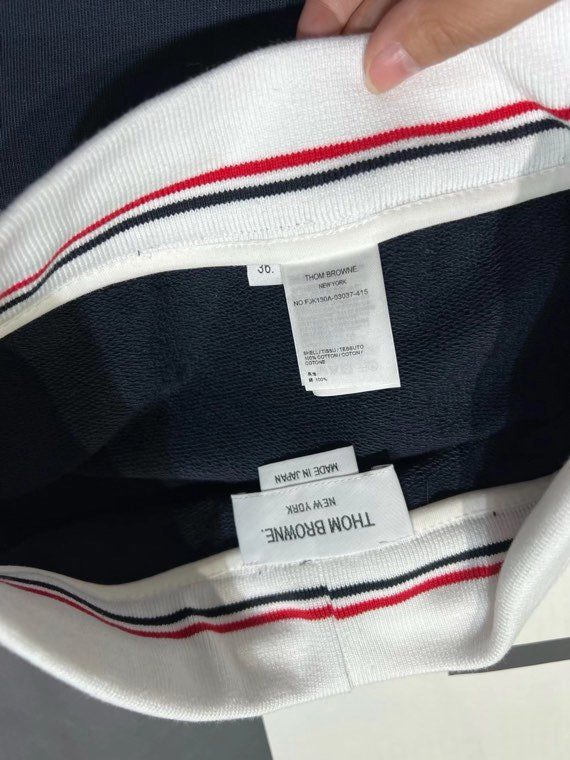 36.
THOM BROWNE
NEW YORK
NO FJK130A-03037-415
SHELL / TISSU / TESSUTO
100% COTTON / COTON /
COTONE
100%
MADE IN JAPAN
NEW YORK
THOM BROWNE.